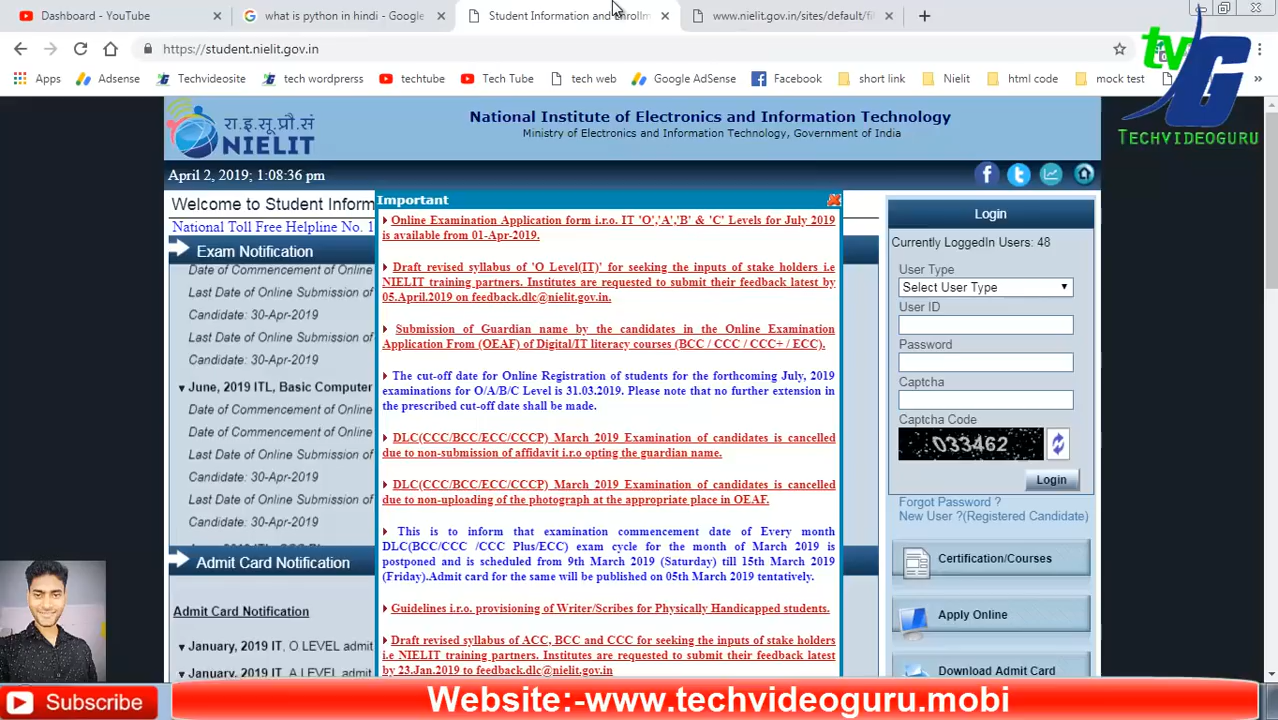 Dashboard - YouTube
what is python in hindi - Google
Student Information and Enrollm
www.nielit.gov.in/sites/default/fi
https://student.nielit.gov.in
Apps
Adsense
Techvideosite
tech wordprerss
techtube
Tech Tube
tech web
Google AdSense
Facebook
short link
Nielit
html code
mock test
tv
G
TECHVIDEOGURU
रा.इ.सू.प्रौ.सं
NIELIT
National Institute of Electronics and Information Technology
Ministry of Electronics and Information Technology, Government of India
April 2, 2019; 1:08:36 pm
Welcome to Student Inform
National Toll Free Helpline No. 1
Exam Notification
Date of Commencement of Online
Last Date of Online Submission of
Candidate: 30-Apr-2019
Last Date of Online Submission of
Candidate: 30-Apr-2019
June, 2019 ITL, Basic Computer
Date of Commencement of Online
Date of Commencement of Online
Last Date of Online Submission of
Candidate: 30-Apr-2019
Last Date of Online Submission of
Candidate: 30-Apr-2019
Admit Card Notification
Admit Card Notification
January, 2019 IT, O LEVEL admit
January, 2019 IT, A LEVEL admit
Important
Online Examination Application form i.r.o. IT 'O','A','B' & 'C' Levels for July 2019
is available from 01-Apr-2019.
Draft revised syllabus of 'O Level(IT)' for seeking the inputs of stake holders i.e
NIELIT training partners. Institutes are requested to submit their feedback latest by
05.April.2019 on feedback.dlc@nielit.gov.in.
Submission of Guardian name by the candidates in the Online Examination
Application From (OEAF) of Digital/IT literacy courses (BCC / CCC / CCC+ / ECC).
The cut-off date for Online Registration of students for the forthcoming July, 2019
examinations for O/A/B/C Level is 31.03.2019. Please note that no further extension in
the prescribed cut-off date shall be made.
DLC(CCC/BCC/ECC/CCCP) March 2019 Examination of candidates is cancelled
due to non-submission of affidavit i.r.o opting the guardian name.
DLC(CCC/BCC/ECC/CCCP) March 2019 Examination of candidates is cancelled
due to non-uploading of the photograph at the appropriate place in OEAF.
This is to inform that examination commencement date of Every month
DLC(BCC/CCC /CCC Plus/ECC) exam cycle for the month of March 2019 is
postponed and is scheduled from 9th March 2019 (Saturday) till 15th March 2019
(Friday).Admit card for the same will be published on 05th March 2019 tentatively.
Guidelines i.r.o. provisioning of Writer/Scribes for Physically Handicapped students.
Draft revised syllabus of ACC, BCC and CCC for seeking the inputs of stake holders
i.e NIELIT training partners. Institutes are requested to submit their feedback latest
by 23.Jan.2019 to feedback.dlc@nielit.gov.in
Login
Currently LoggedIn Users: 48
User Type
Select User Type
User ID
Password
Captcha
Captcha Code
033462
Login
Forgot Password ?
New User ?(Registered Candidate)
Certification/Courses
Apply Online
Download Admit Card
Subscribe
Website:-www.techvideoguru.mobi